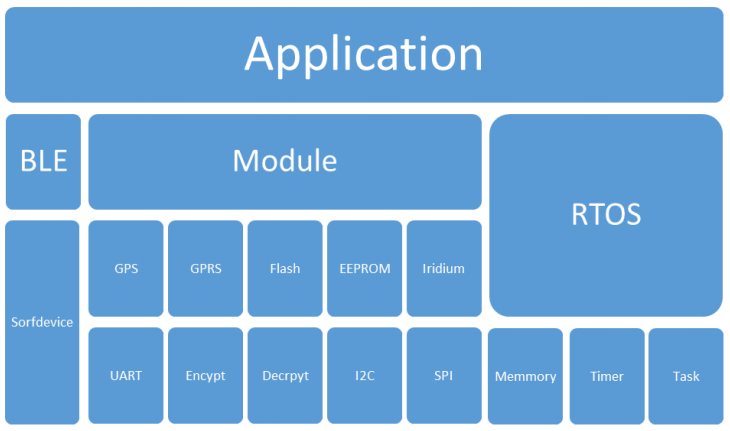 Application
BLE
Module
RTOS
GPS
GPRS
Flash
EEPROM
Iridium
Sorfdevice
UART
Encypt
Decrpyt
I2C
SPI
Memmory
Timer
Task